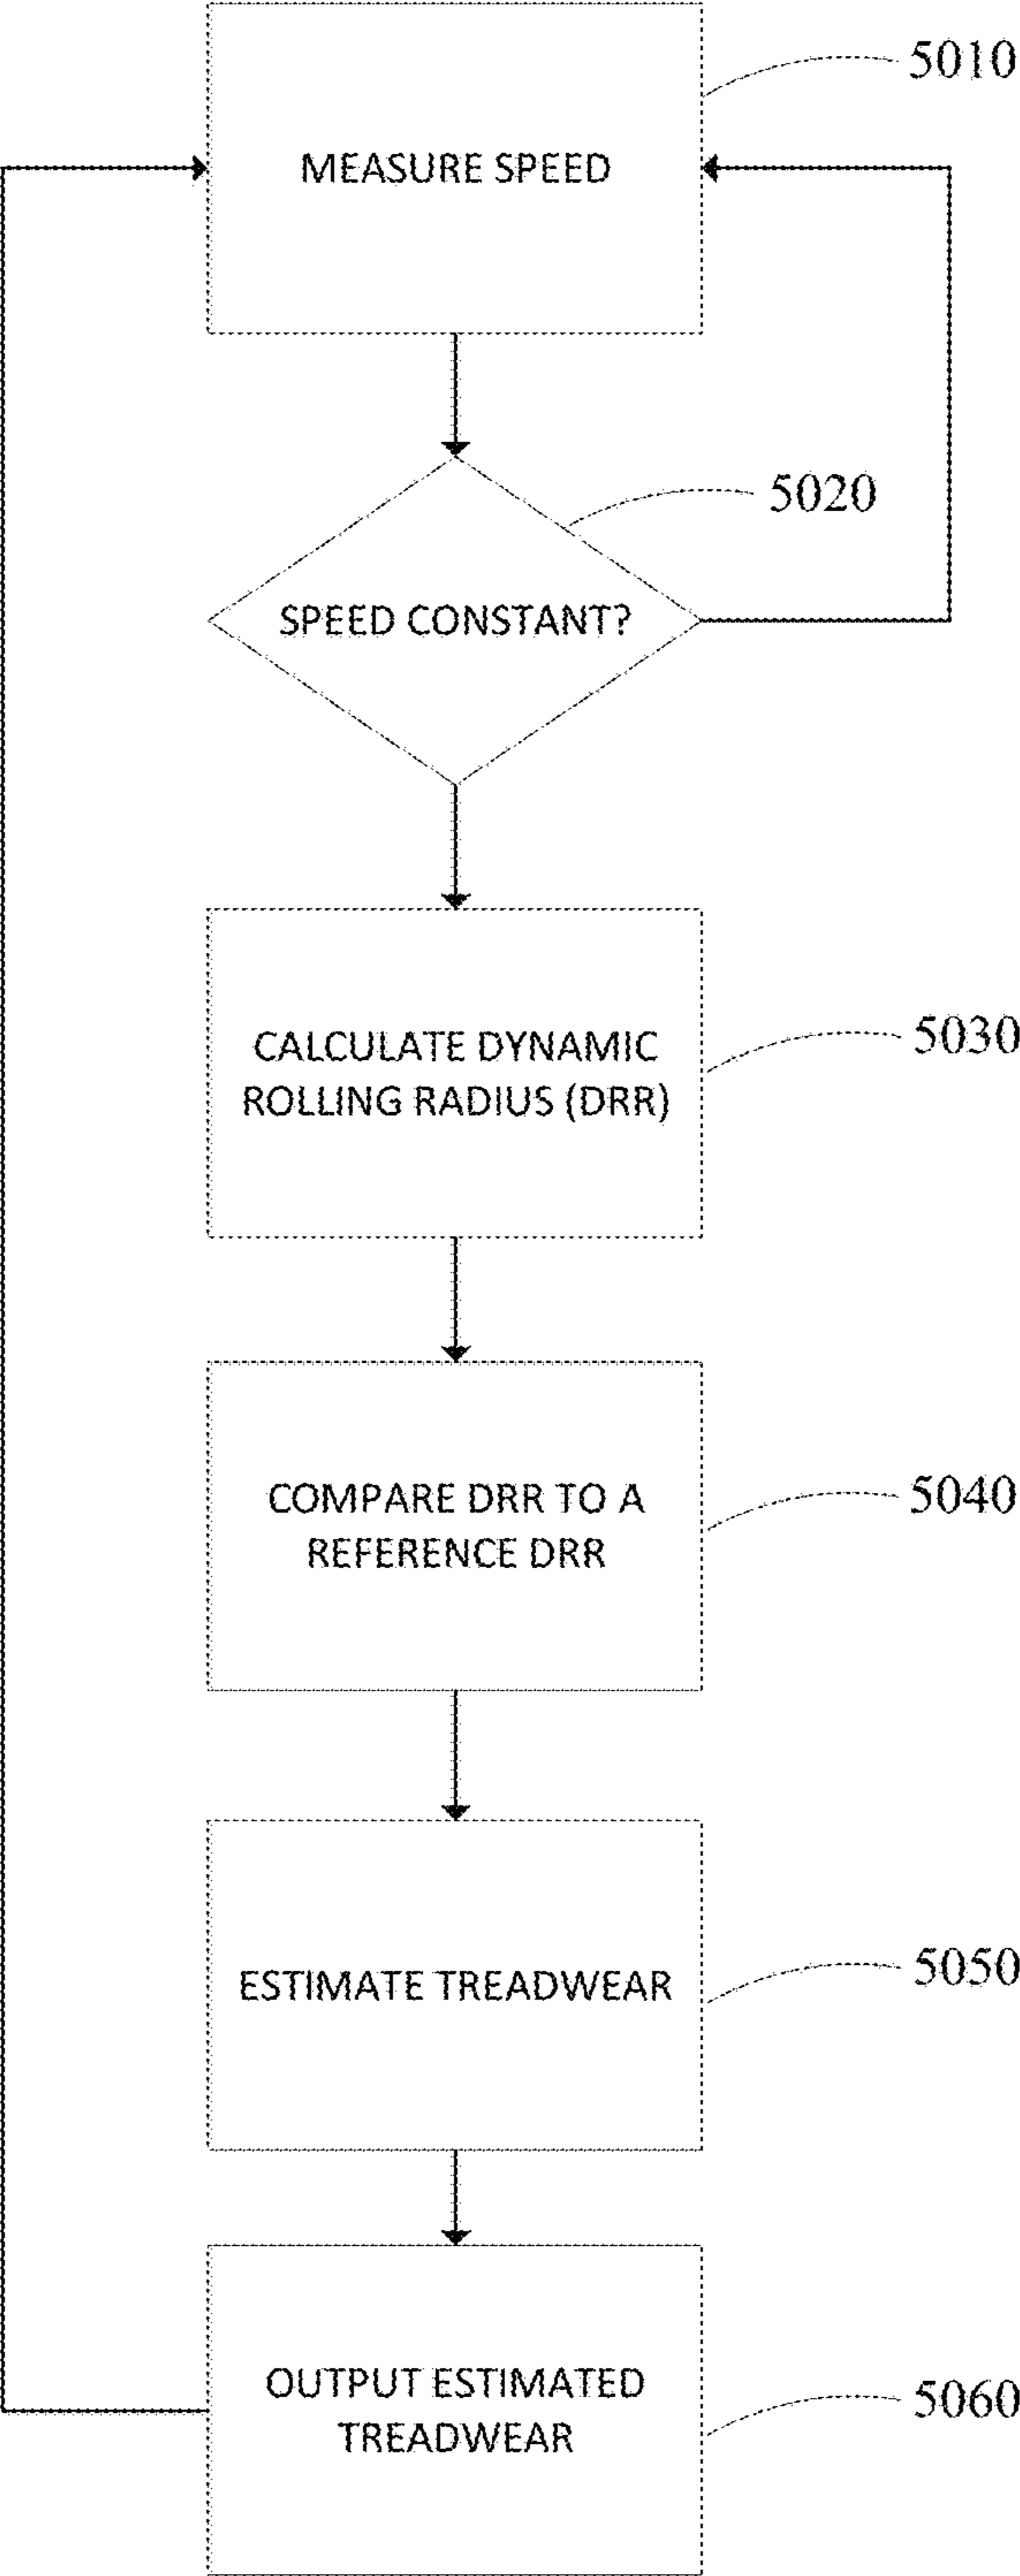 5010
MEASURE SPEED
5020
SPEED CONSTANT?
5030
CALCULATE DYNAMIC
ROLLING RADIUS (DRR)
5040
COMPARE DRR TO A
REFERENCE DRR
5050
ESTIMATE TREADWEAR
5060
OUTPUT ESTIMATED
TREADWEAR